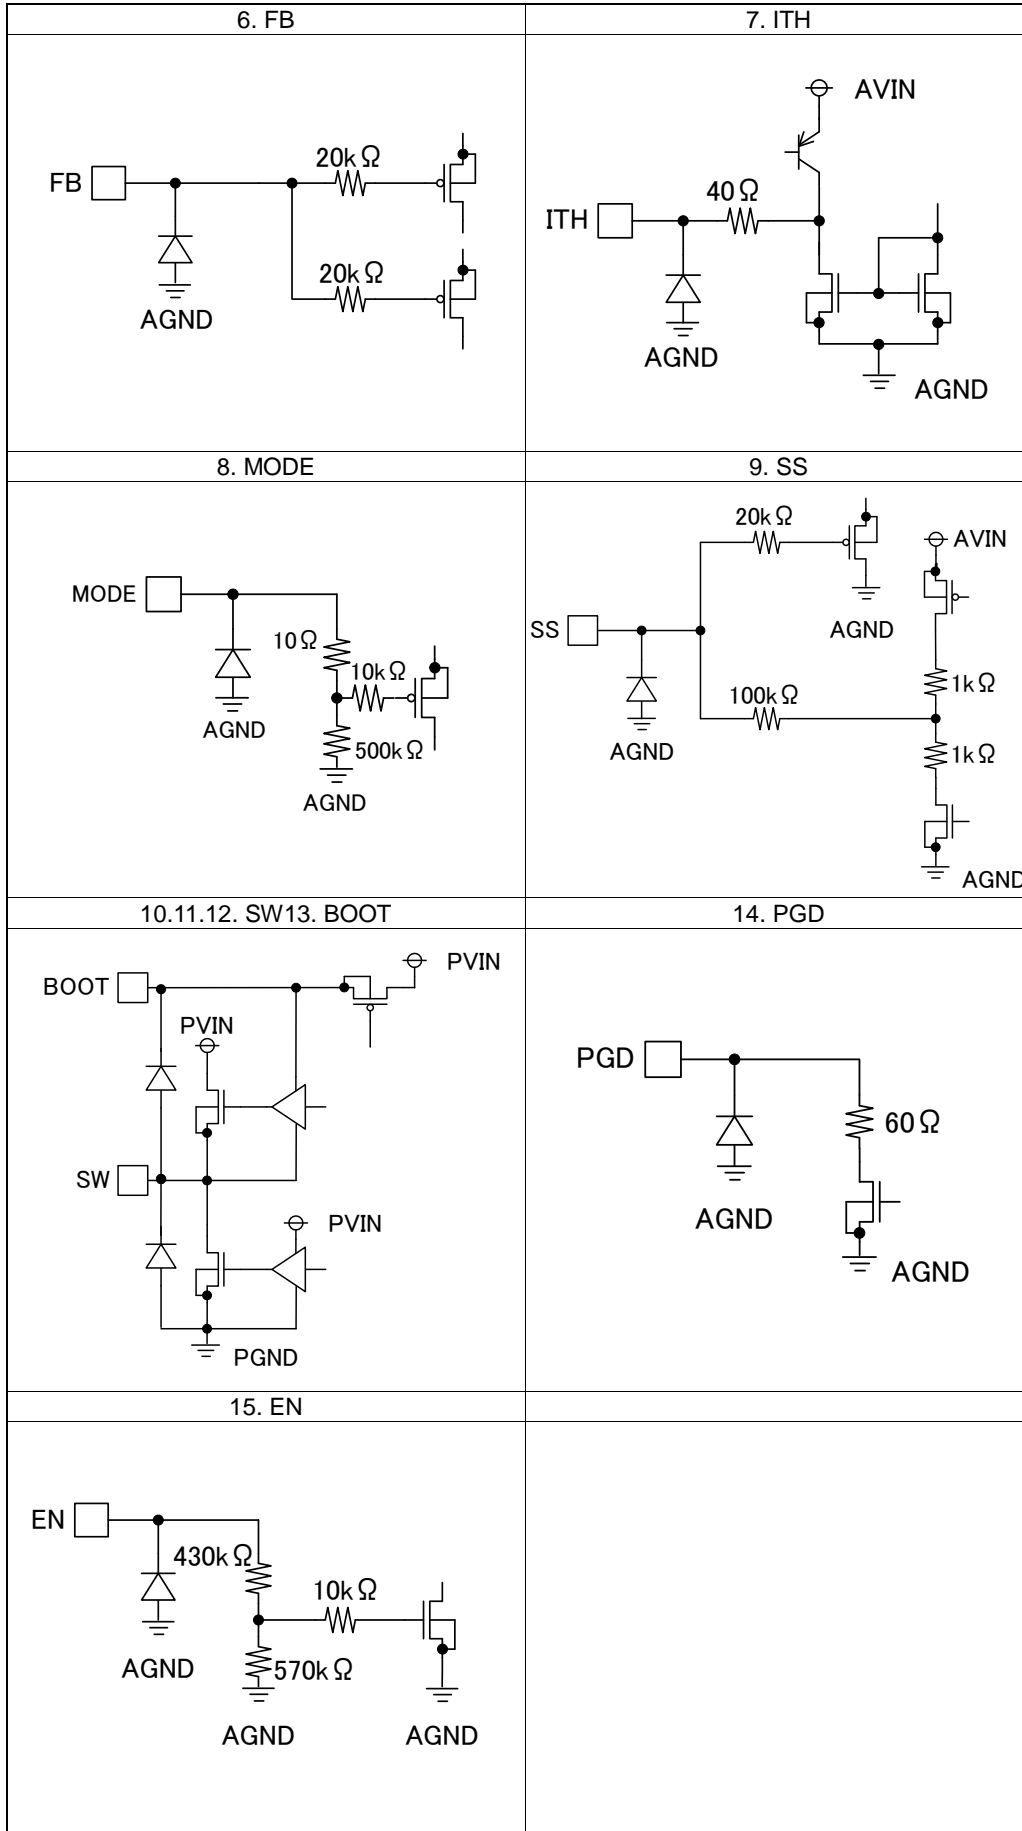 6. FB
FB
20kΩ
20kΩ
AGND
7. ITH
AVIN
ITH
40Ω
AGND
AGND
8. MODE
MODE
10Ω
10kΩ
500kΩ
AGND
AGND
9. SS
20kΩ
AVIN
SS
AGND
100kΩ
1kΩ
AGND
1kΩ
AGND
10.11.12. SW13. BOOT
BOOT
PVIN
PVIN
SW
PVIN
PGND
14. PGD
PGD
60Ω
AGND
AGND
15. EN
EN
430kΩ
10kΩ
AGND
570kΩ
AGND
AGND